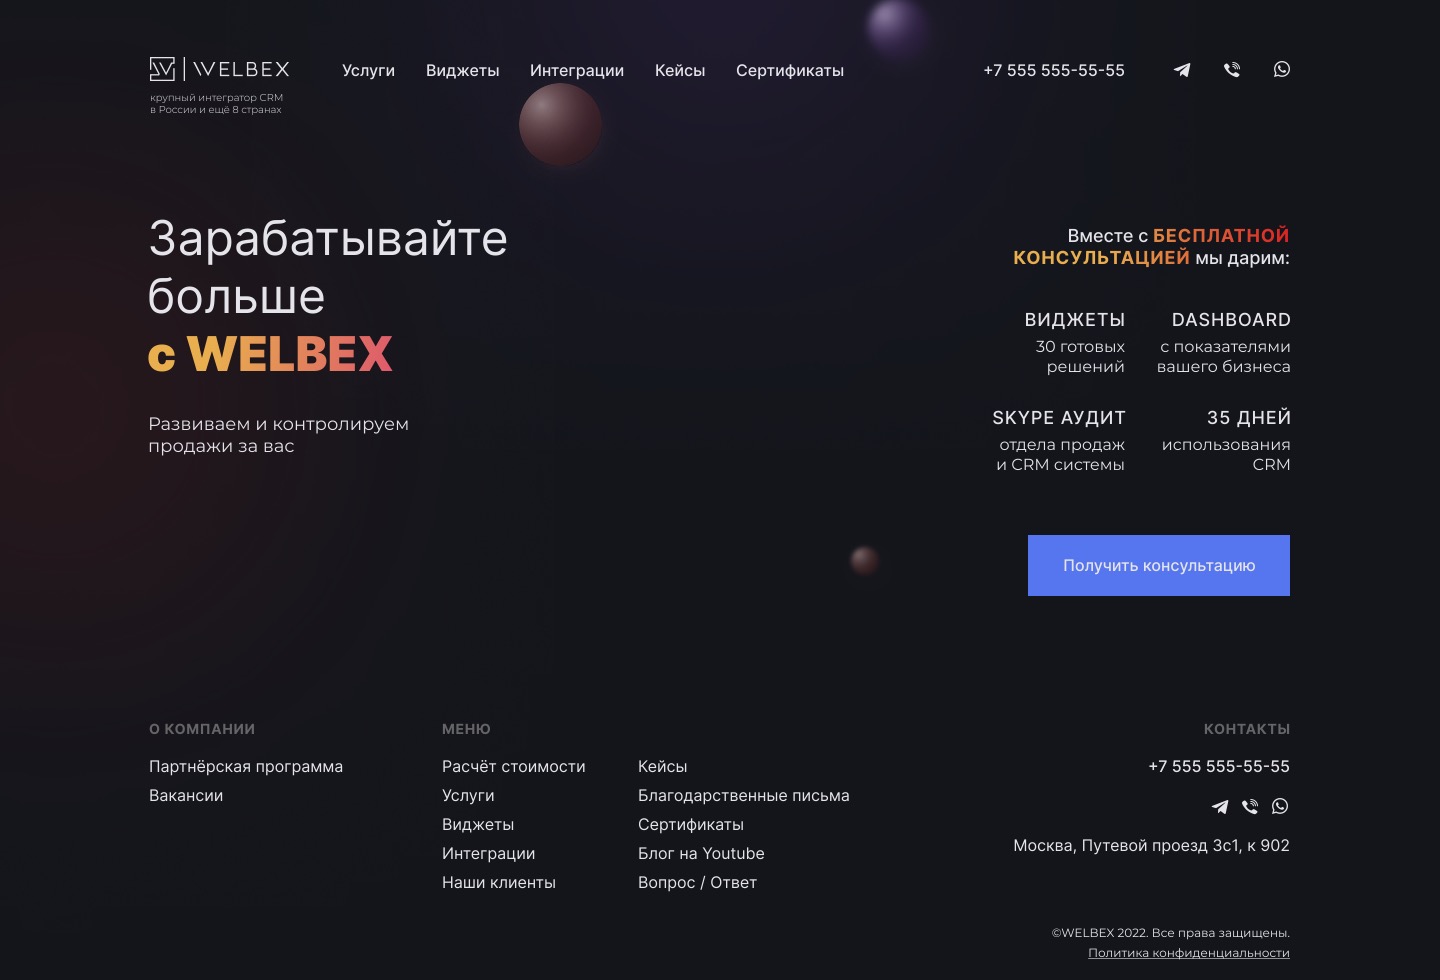 WELBEX
крупный интегратор CRM
в России и ещё 8 странах
Услуги Виджеты Интеграции Кейсы Сертификаты
+7 555 555-55-55
Зарабатывайте
больше
с WELBEX
Развиваем и контролируем
продажи за вас
Вместе с БЕСПЛАТНОЙ
КОНСУЛЬТАЦИЕЙ мы дарим:
ВИДЖЕТЫ
30 готовых
решений
DASHBOARD
с показателями
вашего бизнеса
SKYPE АУДИТ
отдела продаж
и CRM системы
35 ДНЕЙ
использования
CRM
Получить консультацию
О КОМПАНИИ
Партнёрская программа
Вакансии
МЕНЮ
Расчёт стоимости
Услуги
Виджеты
Интеграции
Наши клиенты
Кейсы
Благодарственные письма
Сертификаты
Блог на Youtube
Вопрос / Ответ
КОНТАКТЫ
+7 555 555-55-55
Москва, Путевой проезд 3с1, к 902
©WELBEX 2022. Все права защищены.
Политика конфиденциальности